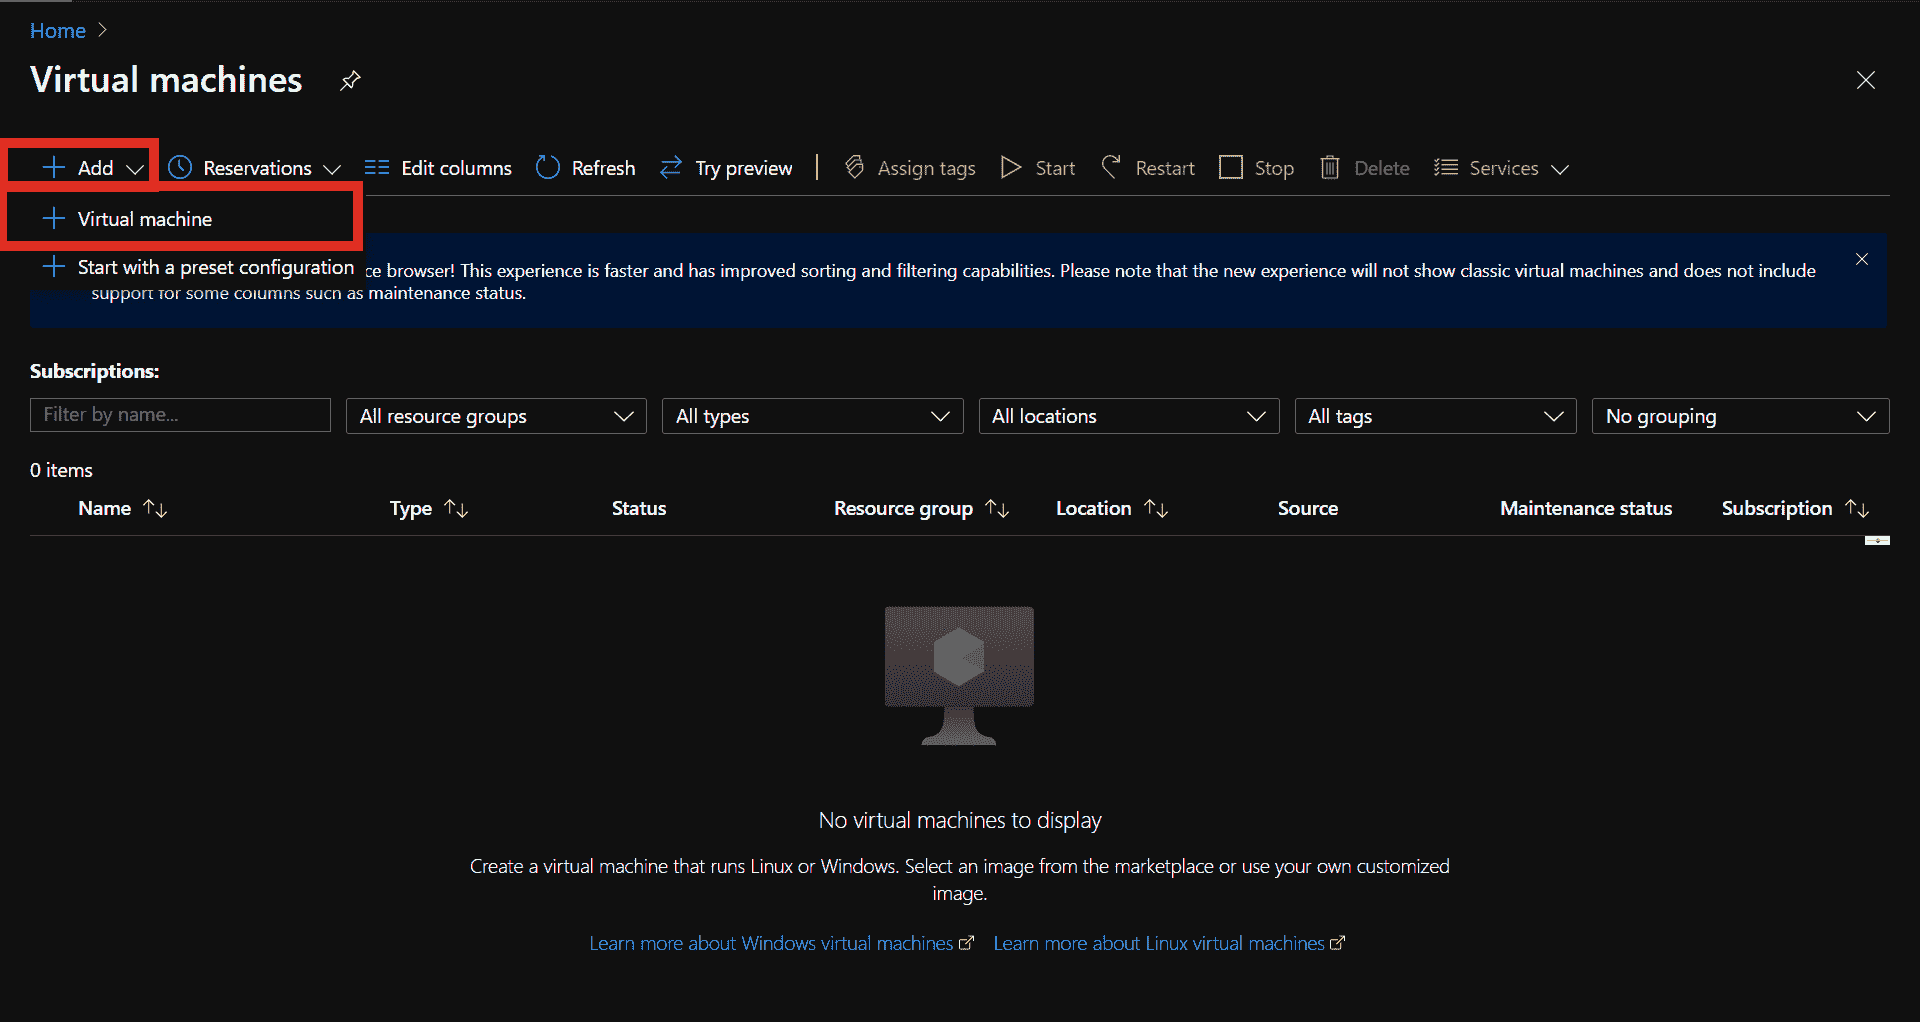 Home
Virtual machines
Add Reservations Edit columns Refresh Try preview Assign tags Start Restart Stop Delete Services
Virtual machine
Start with a preset configuration
ce browser! This experience is faster and has improved sorting and filtering capabilities. Please note that the new experience will not show classic virtual machines and does not include
support for some columns such as maintenance status.
Subscriptions:
Filter by name... All resource groups All types All locations All tags No grouping
0 items
Name Type Status Resource group Location Source Maintenance status Subscription
No virtual machines to display
Create a virtual machine that runs Linux or Windows. Select an image from the marketplace or use your own customized
image.
Learn more about Windows virtual machines Learn more about Linux virtual machines